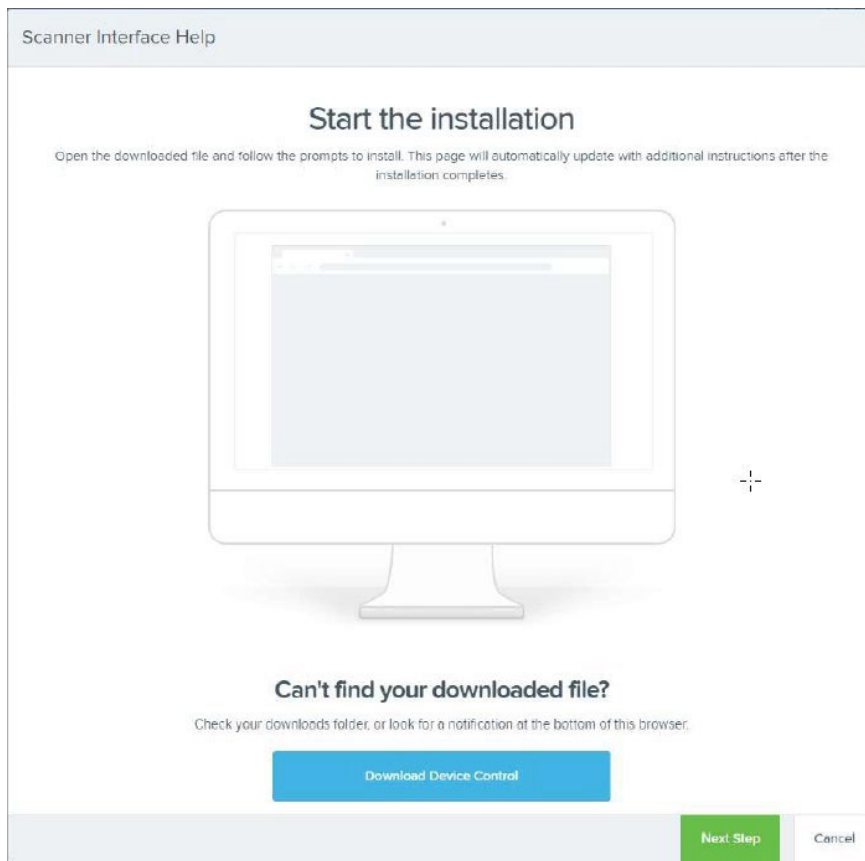 Scanner Interface Help
Start the installation
Open the downloaded file and follow the prompts to install. This page will automatically update with additional instructions after the
installation completes.
Can't find your downloaded file?
Check your downloads folder, or look for a notification at the bottom of this browser.
Download Device Control
Next Step
Cancel